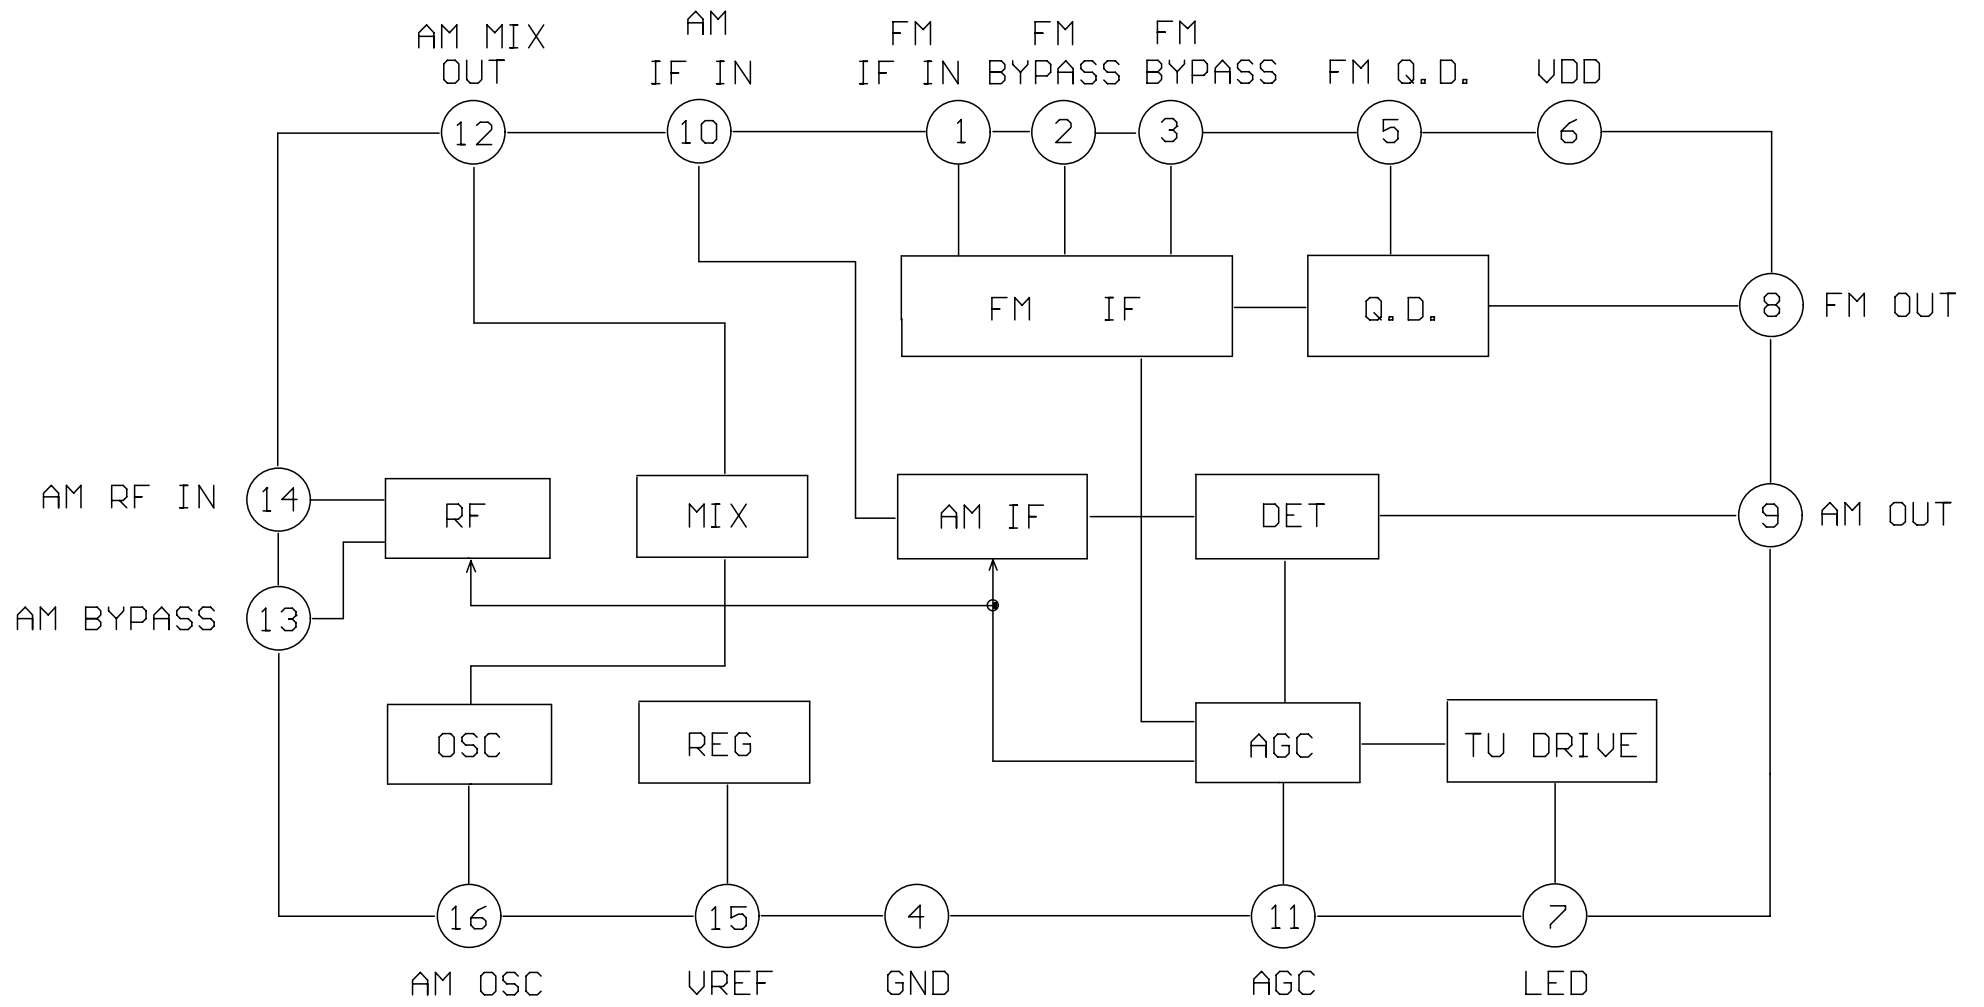 AM MIX
OUT
AM
IF IN
FM
IF IN
FM
BYPASS
FM
BYPASS
FM Q.D.
VDD
12
10
1
2
3
5
6
FM IF
Q.D.
8
FM OUT
AM RF IN
14
RF
MIX
AM IF
DET
9
AM OUT
AM BYPASS
13
OSC
REG
AGC
TU DRIVE
16
15
4
11
7
AM OSC
VREF
GND
AGC
LED